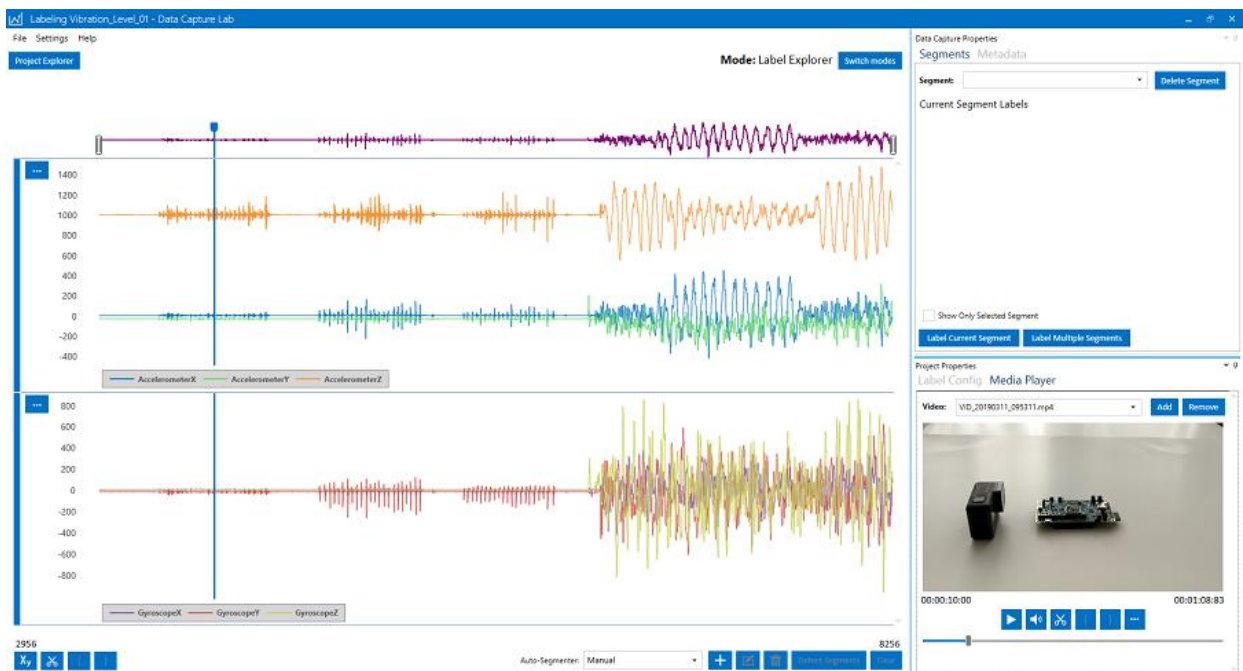 Labeling Vibration_Level_01 - Data Capture Lab
File Settings Help
Project Explorer
Mode: Label Explorer Switch modes
1400
1200
1000
800
600
400
200
0
-200
-400
AccelerometerX AccelerometerY AccelerometerZ
800
600
400
200
0
-200
-400
-600
-800
GyroscopeX GyroscopeY GyroscopeZ
2956 8256
Auto-Segmenter: Manual Detect Segments Clear
Data Capture Properties
Segments Metadata
Segment: Delete Segment
Current Segment Labels
Show Only Selected Segment
Label Current Segment Label Multiple Segments
Project Properties
Label Config Media Player
Video: VID_20190311_095311.mp4 Add Remove
00:00:10:00 00:01:08:83